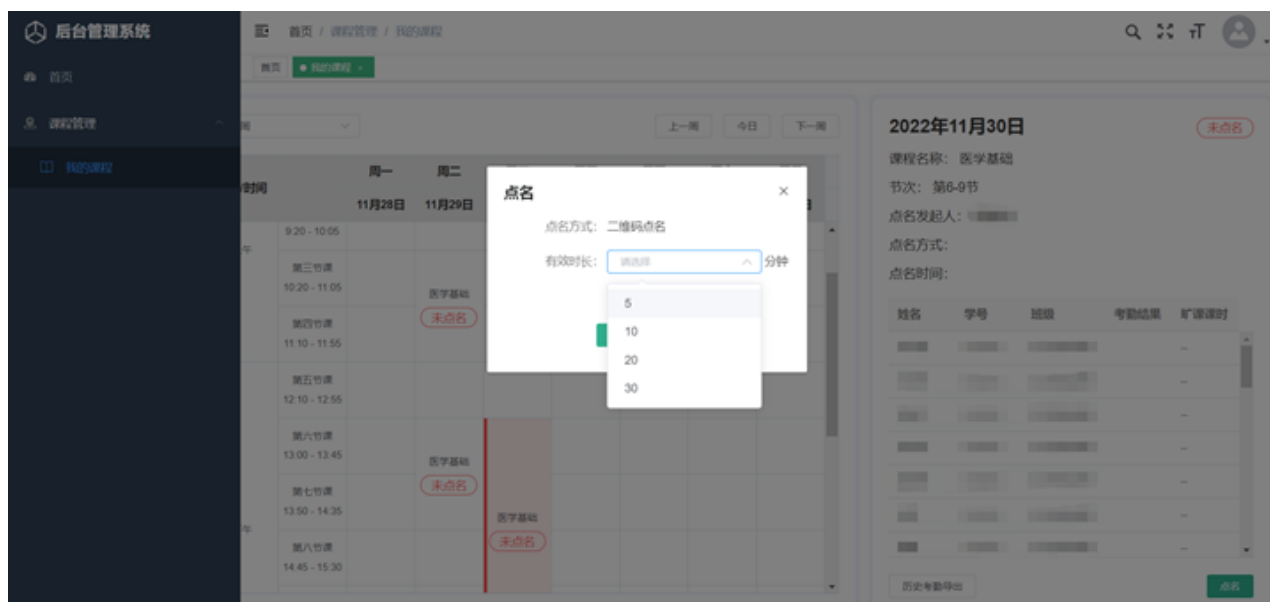 后台管理系统
首页 / 课程管理 / 我的课程
首页
课程管理
我的课程
首页
我的课程 ×
周
上一周
今日
下一周
时间
周一
周二
11月28日
11月29日
9:20 - 10:05
午
第三节课
10:20 - 11:05
医学基础
未点名
第四节课
11:10 - 11:55
第五节课
12:10 - 12:55
第六节课
13:00 - 13:45
医学基础
未点名
第七节课
13:50 - 14:35
医学基础
未点名
午
第八节课
14:45 - 15:30
点名
×
点名方式: 二维码点名
有效时长: 请选择 分钟
5
10
20
30
2022年11月30日
未点名
课程名称: 医学基础
节次: 第6-9节
点名发起人:
点名方式:
点名时间:
姓名 学号 班级 考勤结果 旷课课时
--
--
--
--
--
--
--
历史考勤导出
点名